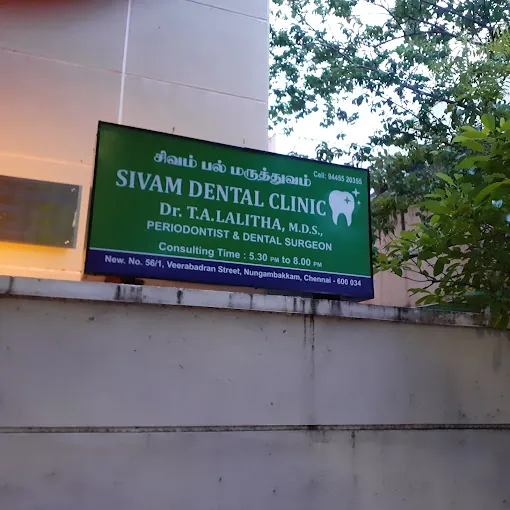 சிவம் பல் மருத்துவம்
Cell: 94455 20355
SIVAM DENTAL CLINIC
Dr. T.A.LALITHA, M.D.S.,
PERIODONTIST & DENTAL SURGEON
Consulting Time : 5.30 PM to 8.00 PM
New. No. 56/1, Veerabadran Street, Nungambakkam, Chennai - 600 034